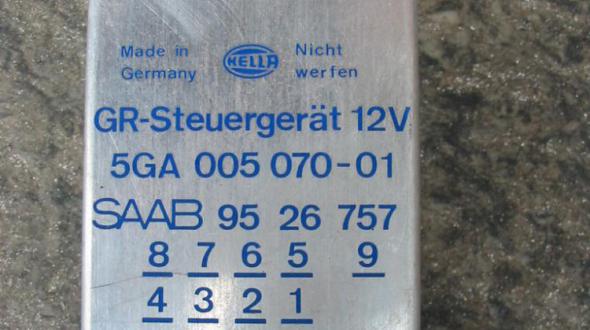 Made in Germany
HELLA
Nicht werfen
GR-Steuergerät 12V
5GA 005 070-01
SAAB 95 26 757
8 7 6 5 9
4 3 2 1